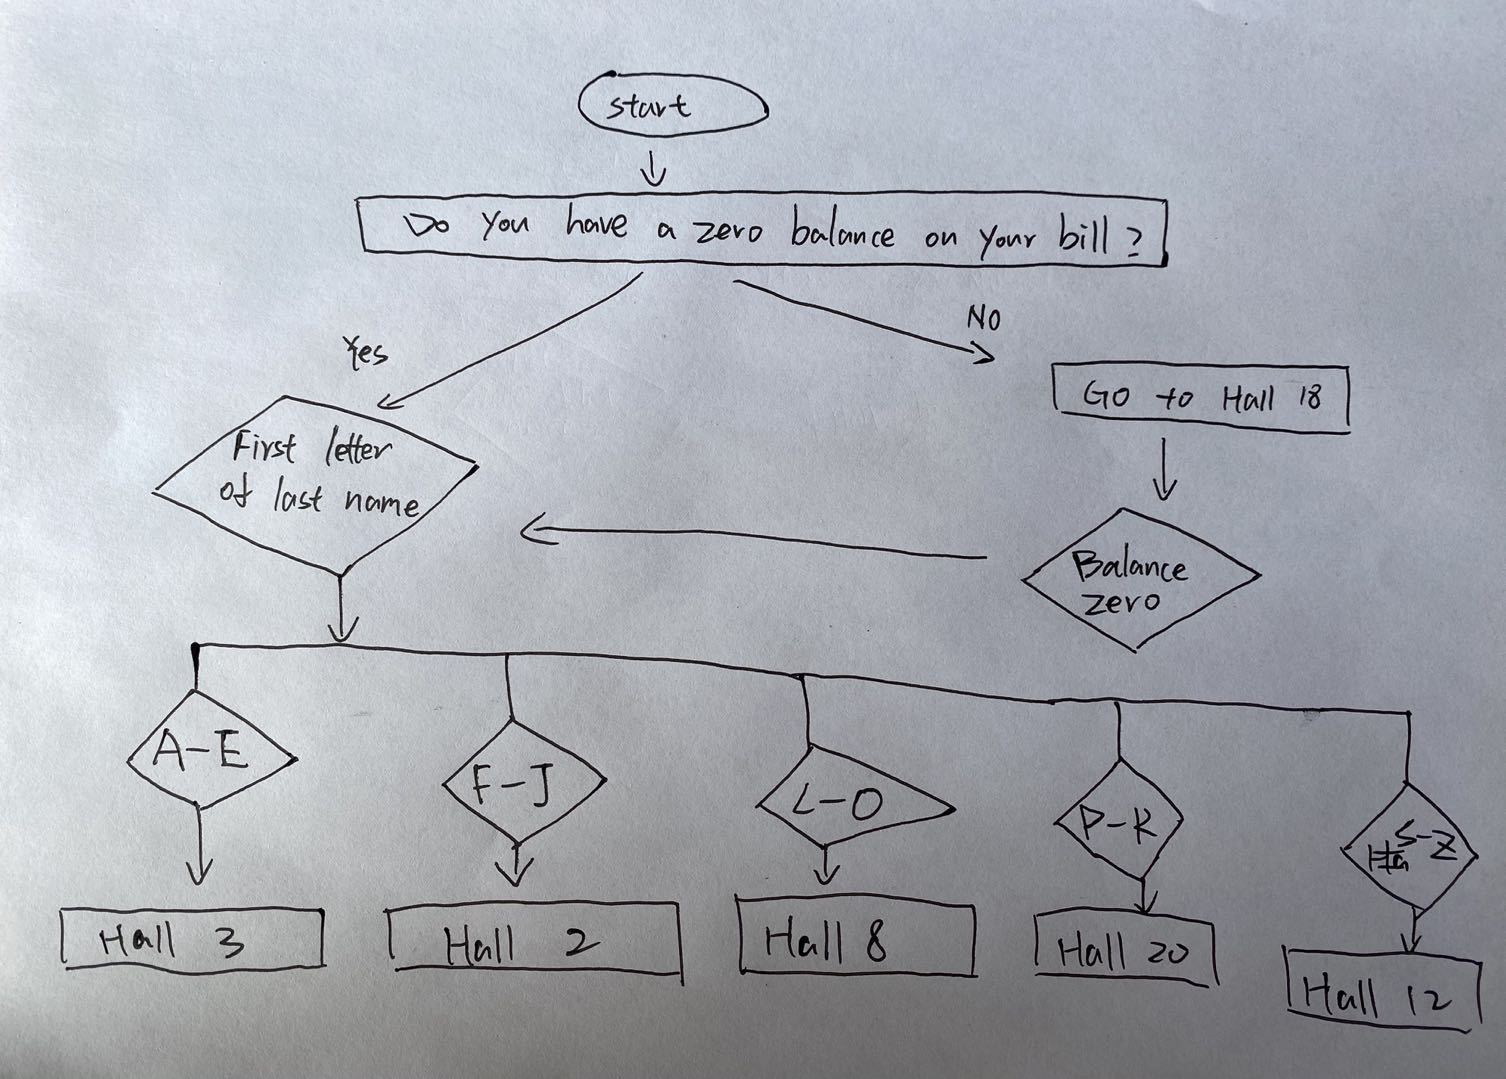 start
Do you have a zero balance on your bill?
Yes
No
Go to Hall 18
First letter
of last name
Balance
zero
A-E
F-J
L-O
P-R
S-Z
Hall 3
Hall 2
Hall 8
Hall 20
Hall 12